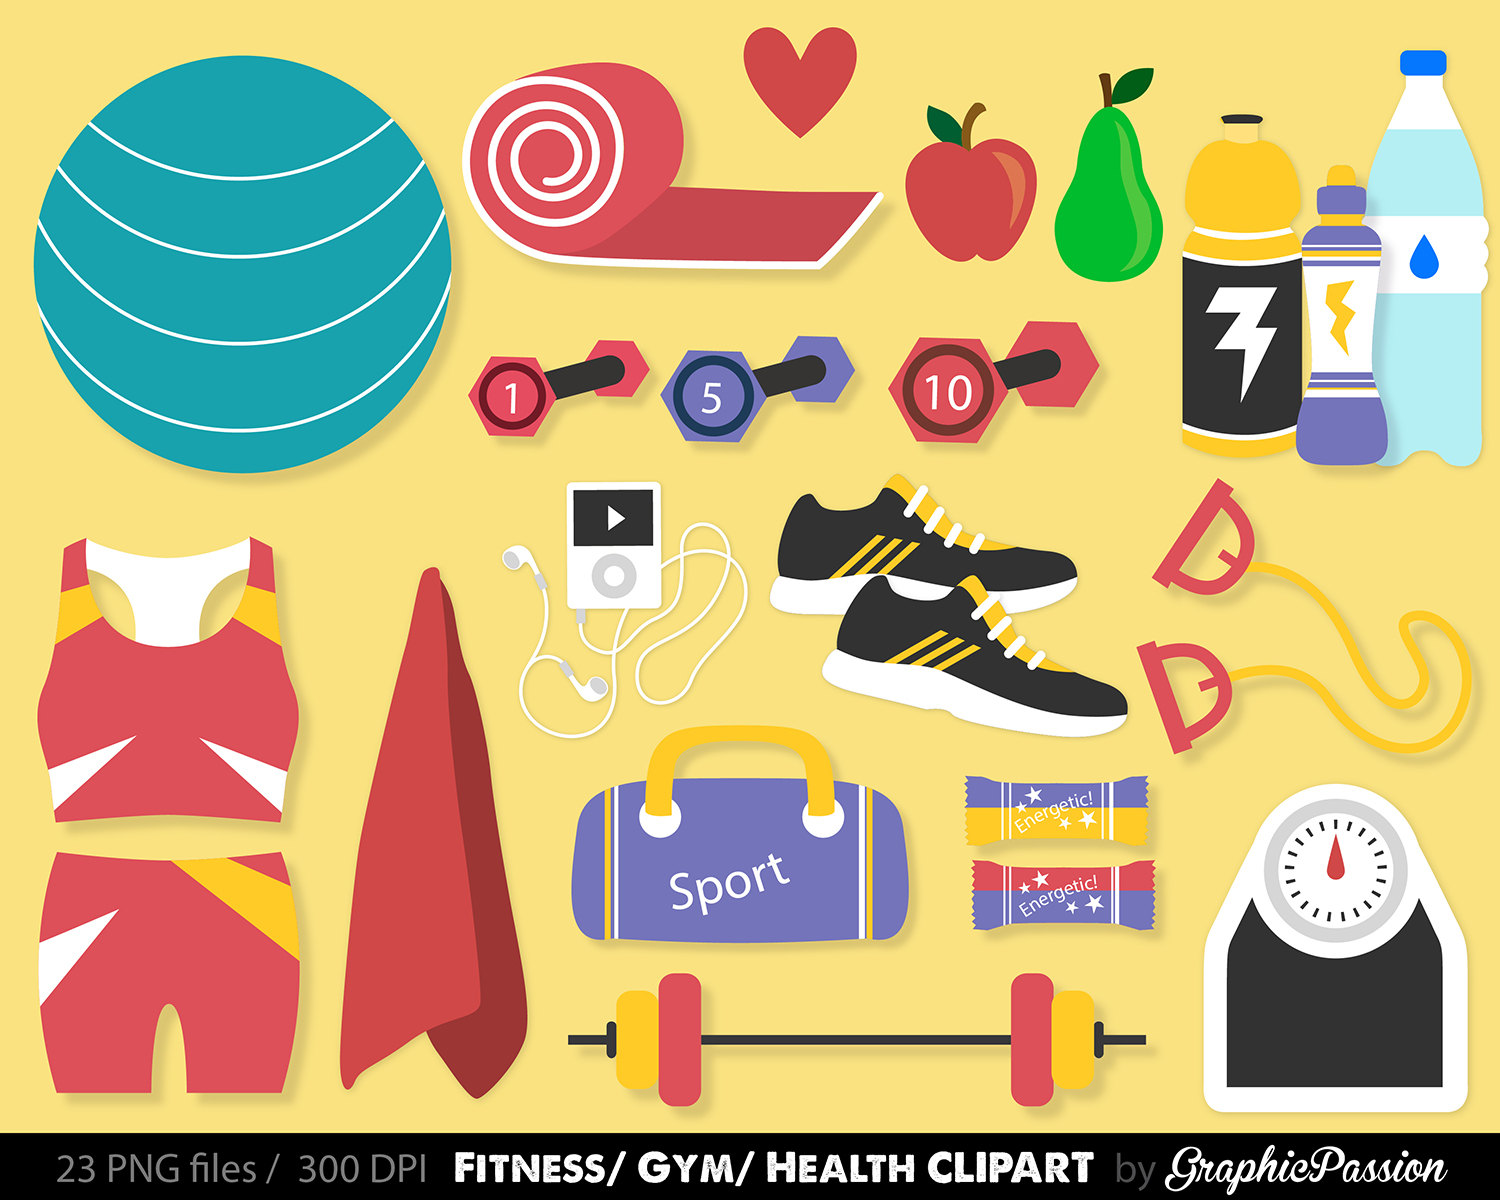 1
5
10
Sport
Energetic!
Energetic!
23 PNG files / 300 DPI FITNESS/ GYM/ HEALTH CLIPART by GraphicPassion